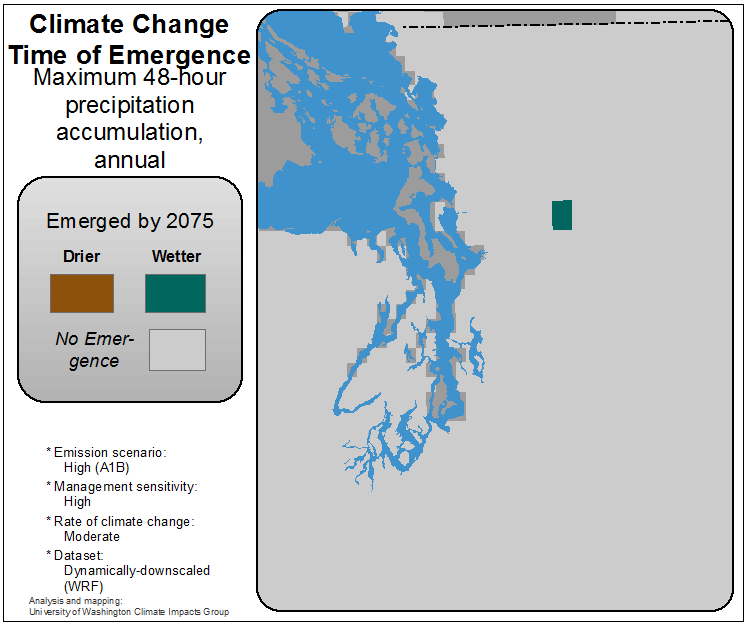 Climate Change
Time of Emergence
Maximum 48-hour
precipitation
accumulation,
annual
Emerged by 2075
Drier Wetter
No Emer-
gence
* Emission scenario:
High (A1B)
* Management sensitivity:
High
* Rate of climate change:
Moderate
* Dataset:
Dynamically-downscaled
(WRF)
Analysis and mapping:
University of Washington Climate Impacts Group